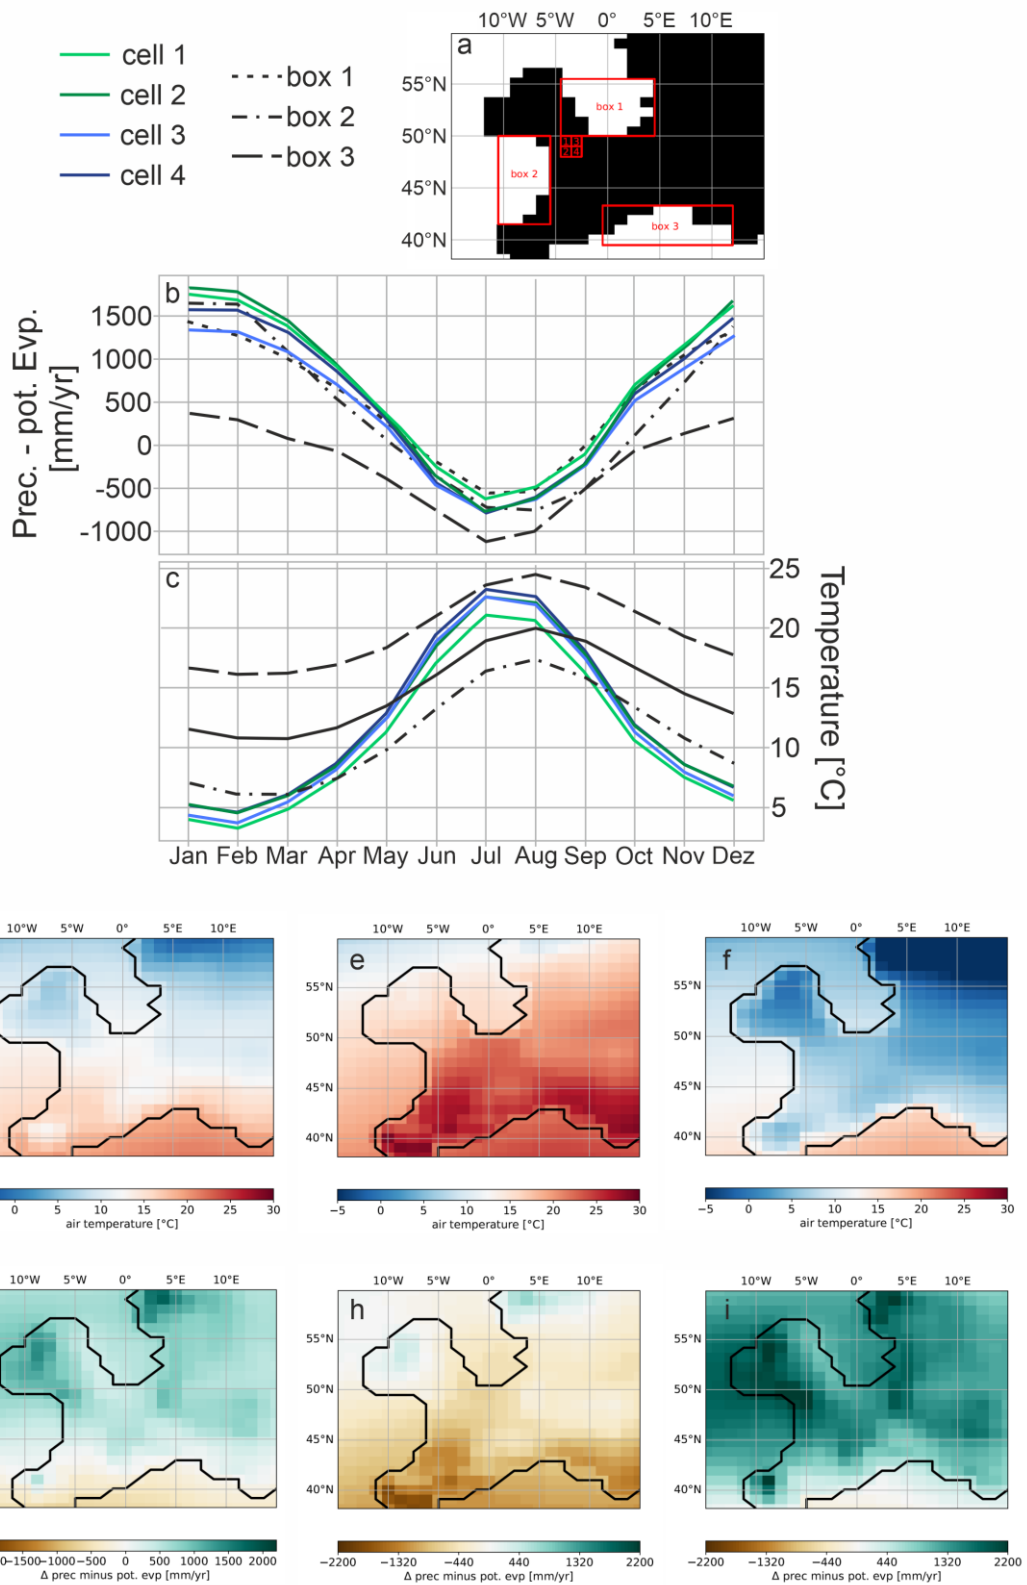 10°W 5°W 0° 5°E 10°E
cell 1
cell 2
cell 3
cell 4
box 1
box 2
box 3
a
55°N
50°N
45°N
40°N
box 1
1 3
2 4
box 2
box 3
b
Prec. - pot. Evp.
[mm/yr]
1500
1000
500
0
-500
-1000
c
25
20
15
10
5
Temperature [°C]
Jan Feb Mar Apr May Jun Jul Aug Sep Oct Nov Dez
10°W 5°W 0° 5°E 10°E
0 5 10 15 20 25 30
air temperature [°C]
10°W 5°W 0° 5°E 10°E
e
55°N
50°N
45°N
40°N
−5 0 5 10 15 20 25 30
air temperature [°C]
10°W 5°W 0° 5°E 10°E
f
55°N
50°N
45°N
40°N
−5 0 5 10 15 20 25 30
air temperature [°C]
10°W 5°W 0° 5°E 10°E
0−1500−1000−500 0 500 1000 1500 2000
Δ prec minus pot. evp [mm/yr]
10°W 5°W 0° 5°E 10°E
h
55°N
50°N
45°N
40°N
−2200 −1320 −440 440 1320 2200
Δ prec minus pot. evp [mm/yr]
10°W 5°W 0° 5°E 10°E
i
55°N
50°N
45°N
40°N
−2200 −1320 −440 440 1320 2200
Δ prec minus pot. evp [mm/yr]